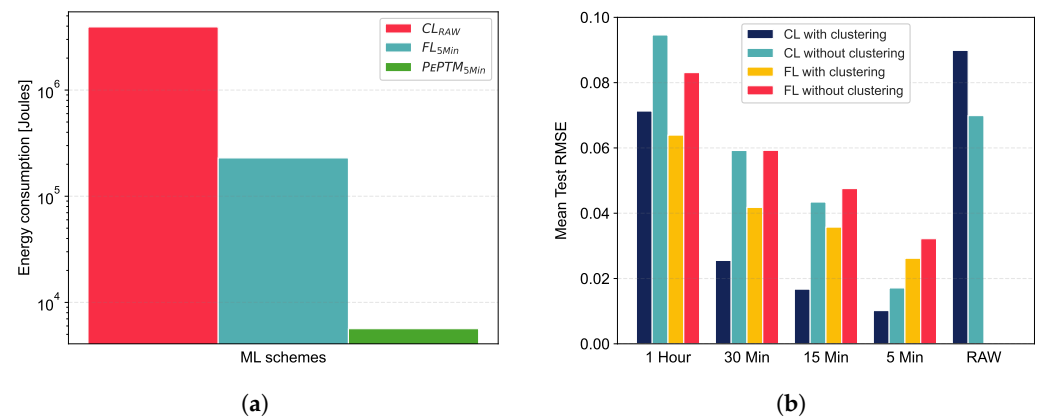 Energy consumption [Joules]
10^6
10^5
10^4
CL_RAW
FL_5Min
PEPTM_5Min
ML schemes
(a)
Mean Test RMSE
0.10
0.08
0.06
0.04
0.02
0.00
CL with clustering
CL without clustering
FL with clustering
FL without clustering
1 Hour 30 Min 15 Min 5 Min RAW
(b)